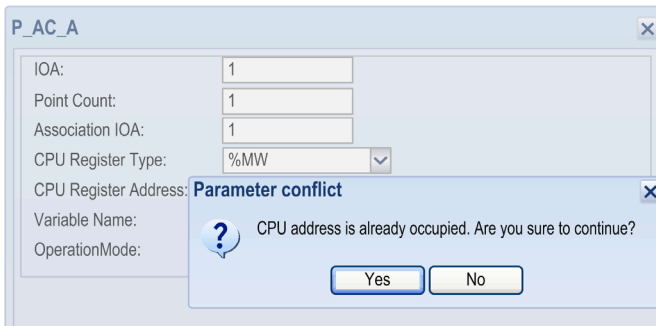 P_AC_A
IOA: 1
Point Count: 1
Association IOA: 1
CPU Register Type: %MW
CPU Register Address:
Parameter conflict
Variable Name:
CPU address is already occupied. Are you sure to continue?
OperationMode:
Yes No